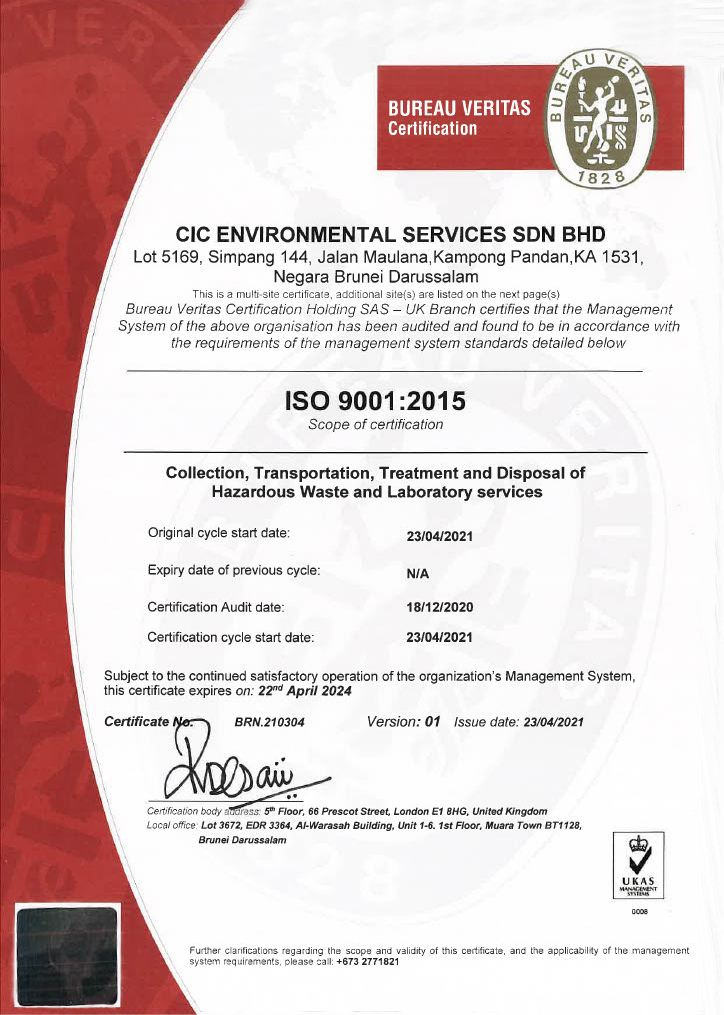 BUREAU VERITAS
Certification
BUREAU VERITAS
1828
CIC ENVIRONMENTAL SERVICES SDN BHD
Lot 5169, Simpang 144, Jalan Maulana,Kampong Pandan,KA 1531,
Negara Brunei Darussalam
This is a multi-site certificate, additional site(s) are listed on the next page(s)
Bureau Veritas Certification Holding SAS – UK Branch certifies that the Management
System of the above organisation has been audited and found to be in accordance with
the requirements of the management system standards detailed below
ISO 9001:2015
Scope of certification
Collection, Transportation, Treatment and Disposal of
Hazardous Waste and Laboratory services
Original cycle start date: 23/04/2021
Expiry date of previous cycle: N/A
Certification Audit date: 18/12/2020
Certification cycle start date: 23/04/2021
Subject to the continued satisfactory operation of the organization's Management System,
this certificate expires on: 22nd April 2024
Certificate No. BRN.210304 Version: 01 Issue date: 23/04/2021
Certification body address: 5th Floor, 66 Prescot Street, London E1 8HG, United Kingdom
Local office: Lot 3672, EDR 3364, Al-Warasah Building, Unit 1-6. 1st Floor, Muara Town BT1128,
Brunei Darussalam
UKAS
MANAGEMENT
SYSTEMS
0008
Further clarifications regarding the scope and validity of this certificate, and the applicability of the management
system requirements, please call: +673 2771821